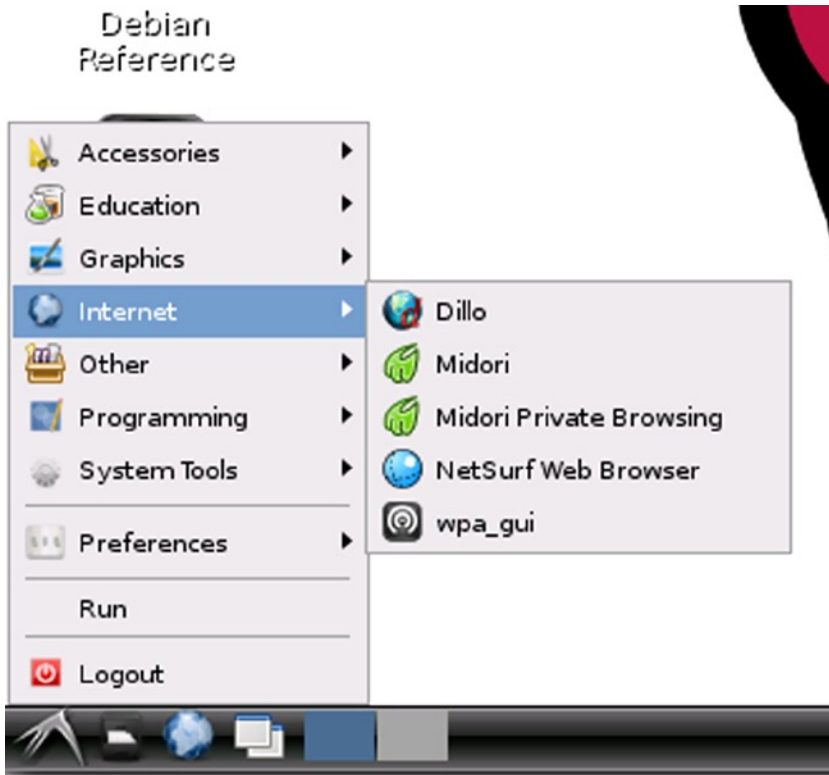 Debian
Reference
Accessories
Education
Graphics
Internet
Other
Programming
System Tools
Preferences
Run
Logout
Dillo
Midori
Midori Private Browsing
NetSurf Web Browser
wpa_gui